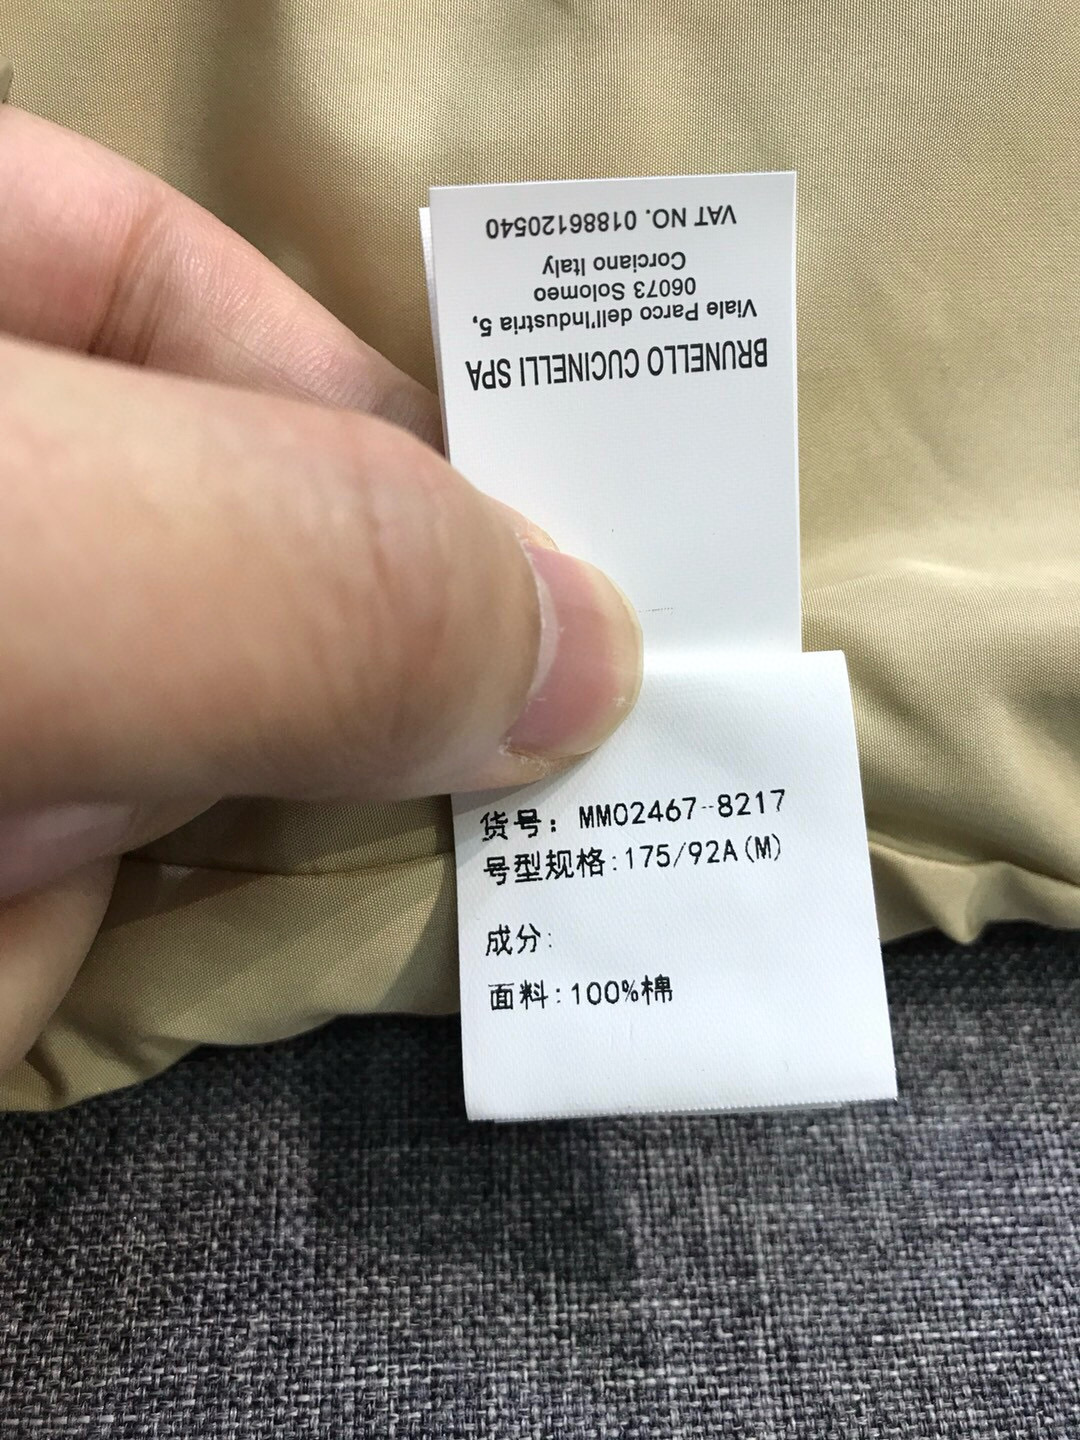 BRUNELLO CUCINELLI SPA
Viale Parco dell'Industria 5,
06073 Solomeo
Corciano Italy
VAT NO. 01886120540
货号: MM02467-8217
号型规格:175/92A(M)
成分:
面料:100%棉